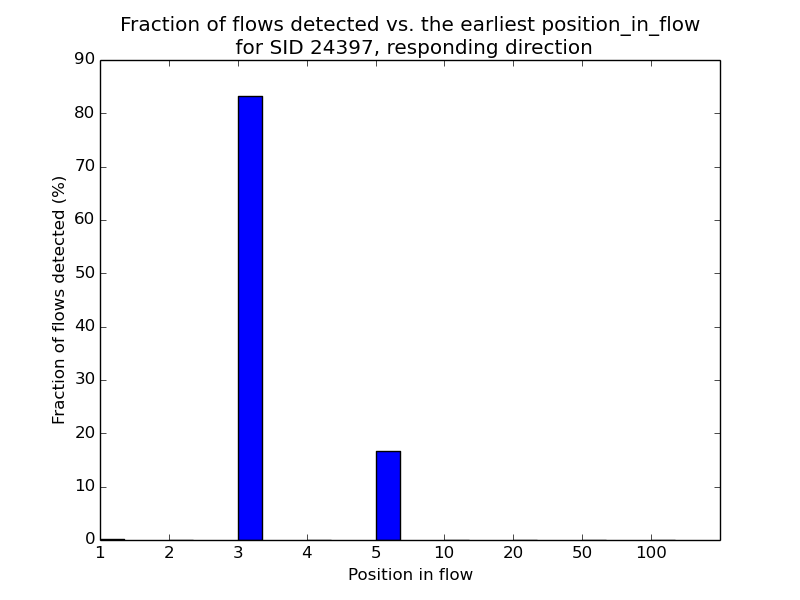 Fraction of flows detected vs. the earliest position_in_flow
for SID 24397, responding direction
90
80
70
60
50
40
30
20
10
0
Fraction of flows detected (%)
1 2 3 4 5 10 20 50 100
Position in flow